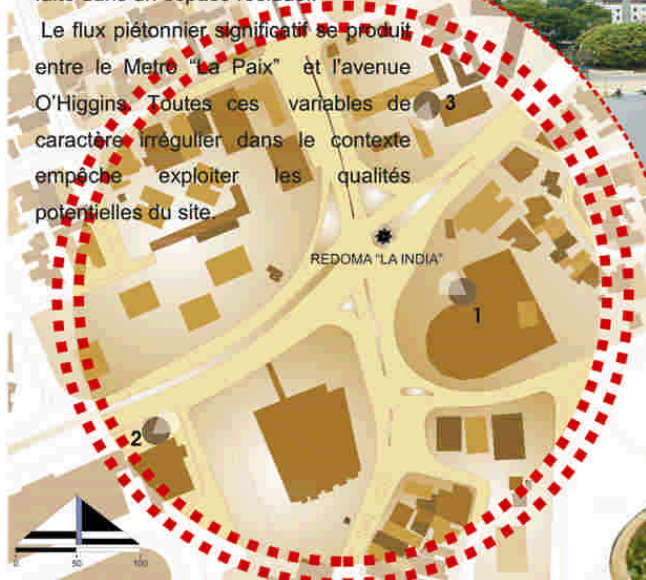 Le flux piétonnier significatif se produit
entre le Metro "La Paix" et l'avenue
O'Higgins. Toutes ces variables de
caractère irrégulier dans le contexte
empêche exploiter les qualités
potentielles du site.
3
REDOMA "LA INDIA"
1
2
0 50 100